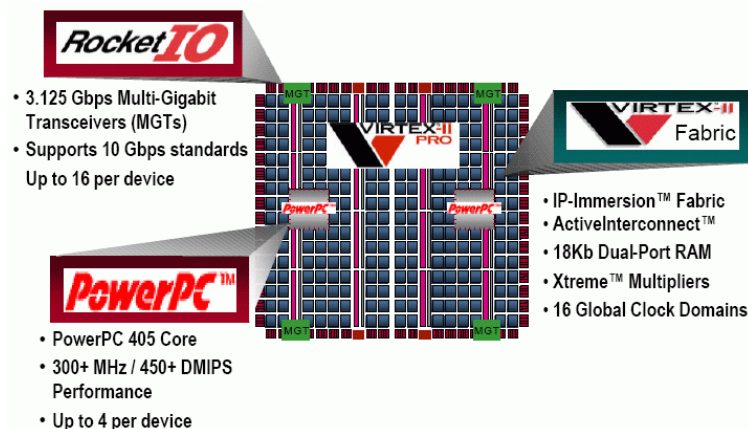 RocketIO
• 3.125 Gbps Multi-Gigabit
Transceivers (MGTs)
• Supports 10 Gbps standards
Up to 16 per device
MGT
MGT
VIRTEX-II
PRO
PowerPC™
PowerPC™
MGT
MGT
VIRTEX-II
Fabric
• IP-Immersion™ Fabric
• ActiveInterconnect™
• 18Kb Dual-Port RAM
• Xtreme™ Multipliers
• 16 Global Clock Domains
PowerPC™
• PowerPC 405 Core
• 300+ MHz / 450+ DMIPS
Performance
• Up to 4 per device